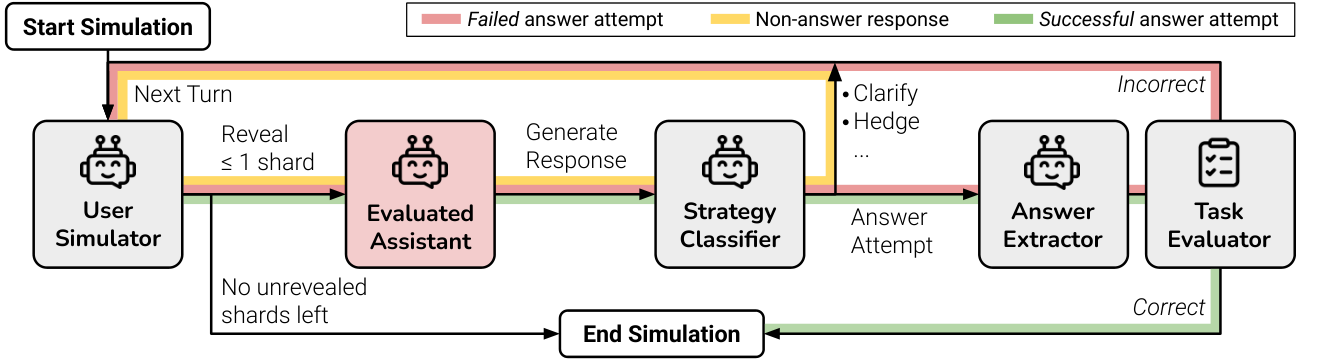 Start Simulation
Failed answer attempt
Non-answer response
Successful answer attempt
Next Turn
• Clarify
• Hedge
...
Incorrect
Reveal
≤ 1 shard
Generate
Response
User
Simulator
Evaluated
Assistant
Strategy
Classifier
Answer
Attempt
Answer
Extractor
Task
Evaluator
No unrevealed
shards left
End Simulation
Correct